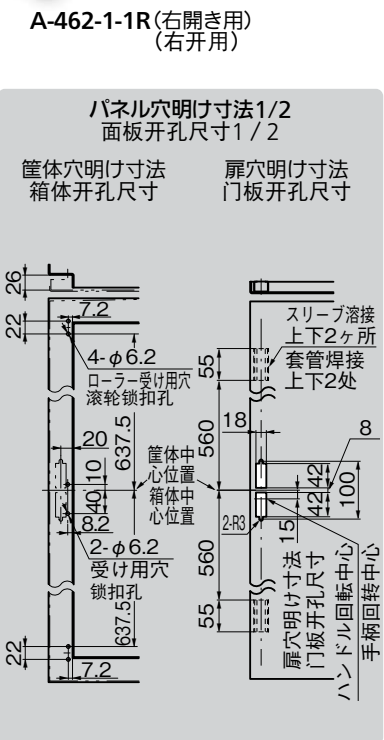 A-462-1-1R(右開き用)
(右开用)
パネル穴明け寸法1/2
面板开孔尺寸1/2
筐体穴明け寸法
箱体开孔尺寸
扉穴明け寸法
门板开孔尺寸
26
7.2
22
4-φ6.2
ローラー受け用穴
滚轮锁扣孔
20
10
637.5
40
8.2
筐体中
心位置
箱体中
心位置
2-φ6.2
受け用穴
锁扣孔
637.5
22
7.2
スリーブ溶接
上下2ヶ所
套管焊接
上下2处
55
18
560
8
42
42
100
2-R3
15
560
55
扉穴明け寸法
门板开孔尺寸
ハンドル回転中心
手柄回转中心